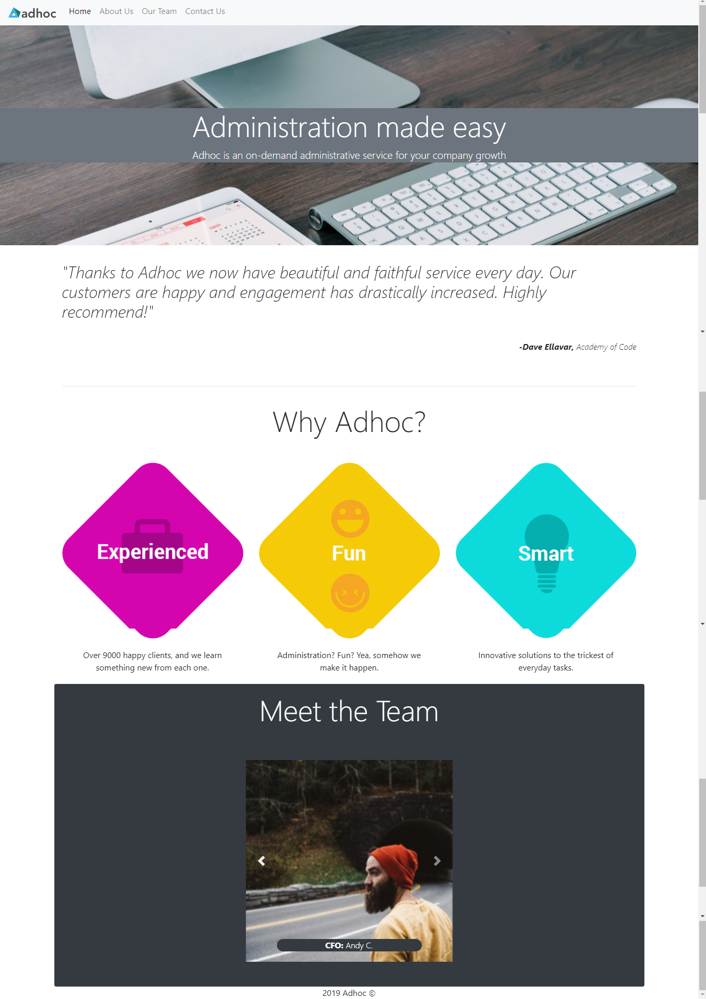 adhoc Home About Us Our Team Contact Us
Administration made easy
Adhoc is an on-demand administrative service for your company growth
MAR
"Thanks to Adhoc we now have beautiful and faithful service every day. Our
customers are happy and engagement has drastically increased. Highly
recommend!"
-Dave Ellavar, Academy of Code
Why Adhoc?
Experienced
Fun
Smart
Over 9000 happy clients, and we learn
something new from each one.
Administration? Fun? Yea, somehow we
make it happen.
Innovative solutions to the trickest of
everyday tasks.
Meet the Team
CFO: Andy C.
2019 Adhoc ©